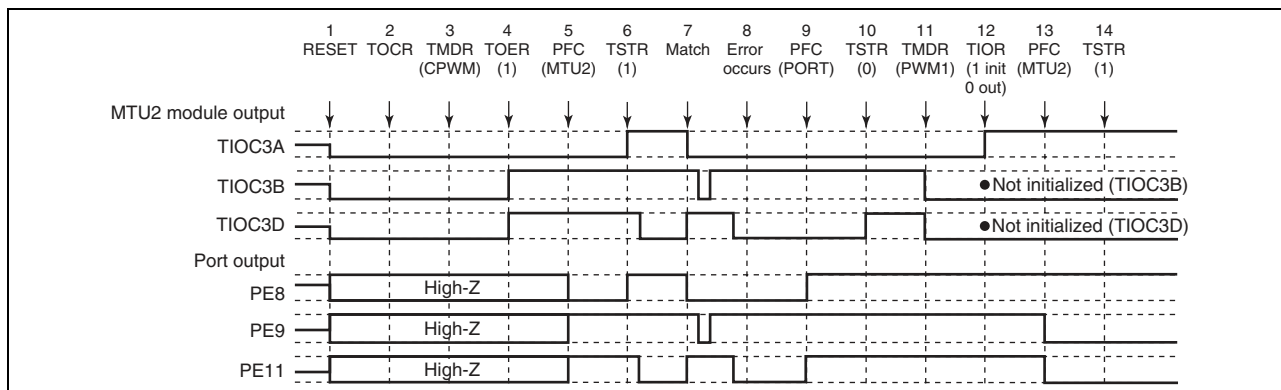 1 2 3 4 5 6 7 8 9 10 11 12 13 14
RESET TOCR TMDR TOER PFC TSTR Match Error PFC TSTR TMDR TIOR PFC TSTR
(CPWM) (1) (MTU2) (1) occurs (PORT) (0) (PWM1) (1 init (MTU2) (1)
0 out)
MTU2 module output
TIOC3A
TIOC3B
Not initialized (TIOC3B)
TIOC3D
Not initialized (TIOC3D)
Port output
PE8
High-Z
PE9
High-Z
PE11
High-Z